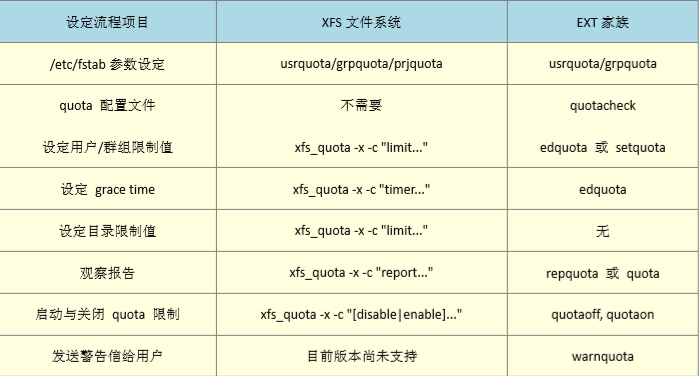 设定流程项目 XFS 文件系统 EXT 家族
/etc/fstab 参数设定 usrquota/grpquota/prjquota usrquota/grpquota
quota 配置文件 不需要 quotacheck
设定用户/群组限制值 xfs_quota -x -c "limit..." edquota 或 setquota
设定 grace time xfs_quota -x -c "timer..." edquota
设定目录限制值 xfs_quota -x -c "limit..." 无
观察报告 xfs_quota -x -c "report..." repquota 或 quota
启动与关闭 quota 限制 xfs_quota -x -c "[disable|enable]..." quotaoff, quotaon
发送警告信给用户 目前版本尚未支持 warnquota